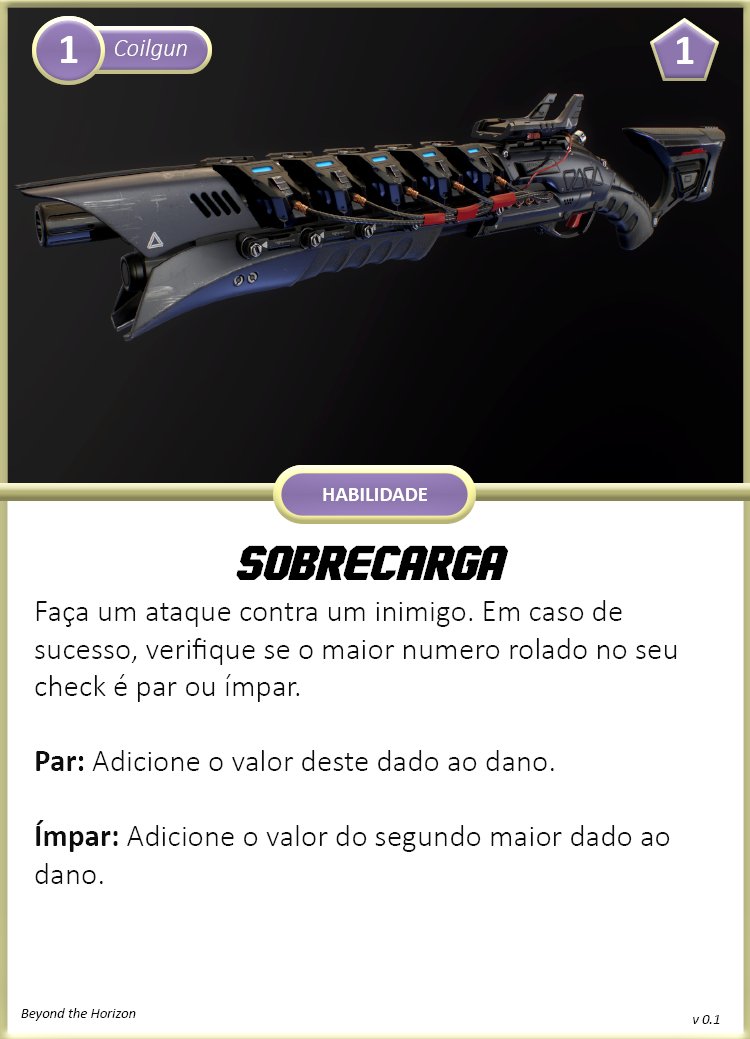 1 Coilgun
1
HABILIDADE
SOBRECARGA
Faça um ataque contra um inimigo. Em caso de
sucesso, verifique se o maior numero rolado no seu
check é par ou ímpar.
Par: Adicione o valor deste dado ao dano.
Ímpar: Adicione o valor do segundo maior dado ao
dano.
Beyond the Horizon
v 0.1